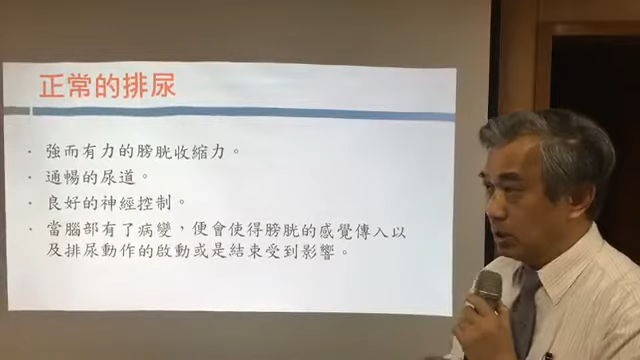 正常的排尿
· 強而有力的膀胱收縮力。
· 通暢的尿道。
· 良好的神經控制。
· 當腦部有了病變，便會使得膀胱的感覺傳入以
及排尿動作的啟動或是結束受到影響。